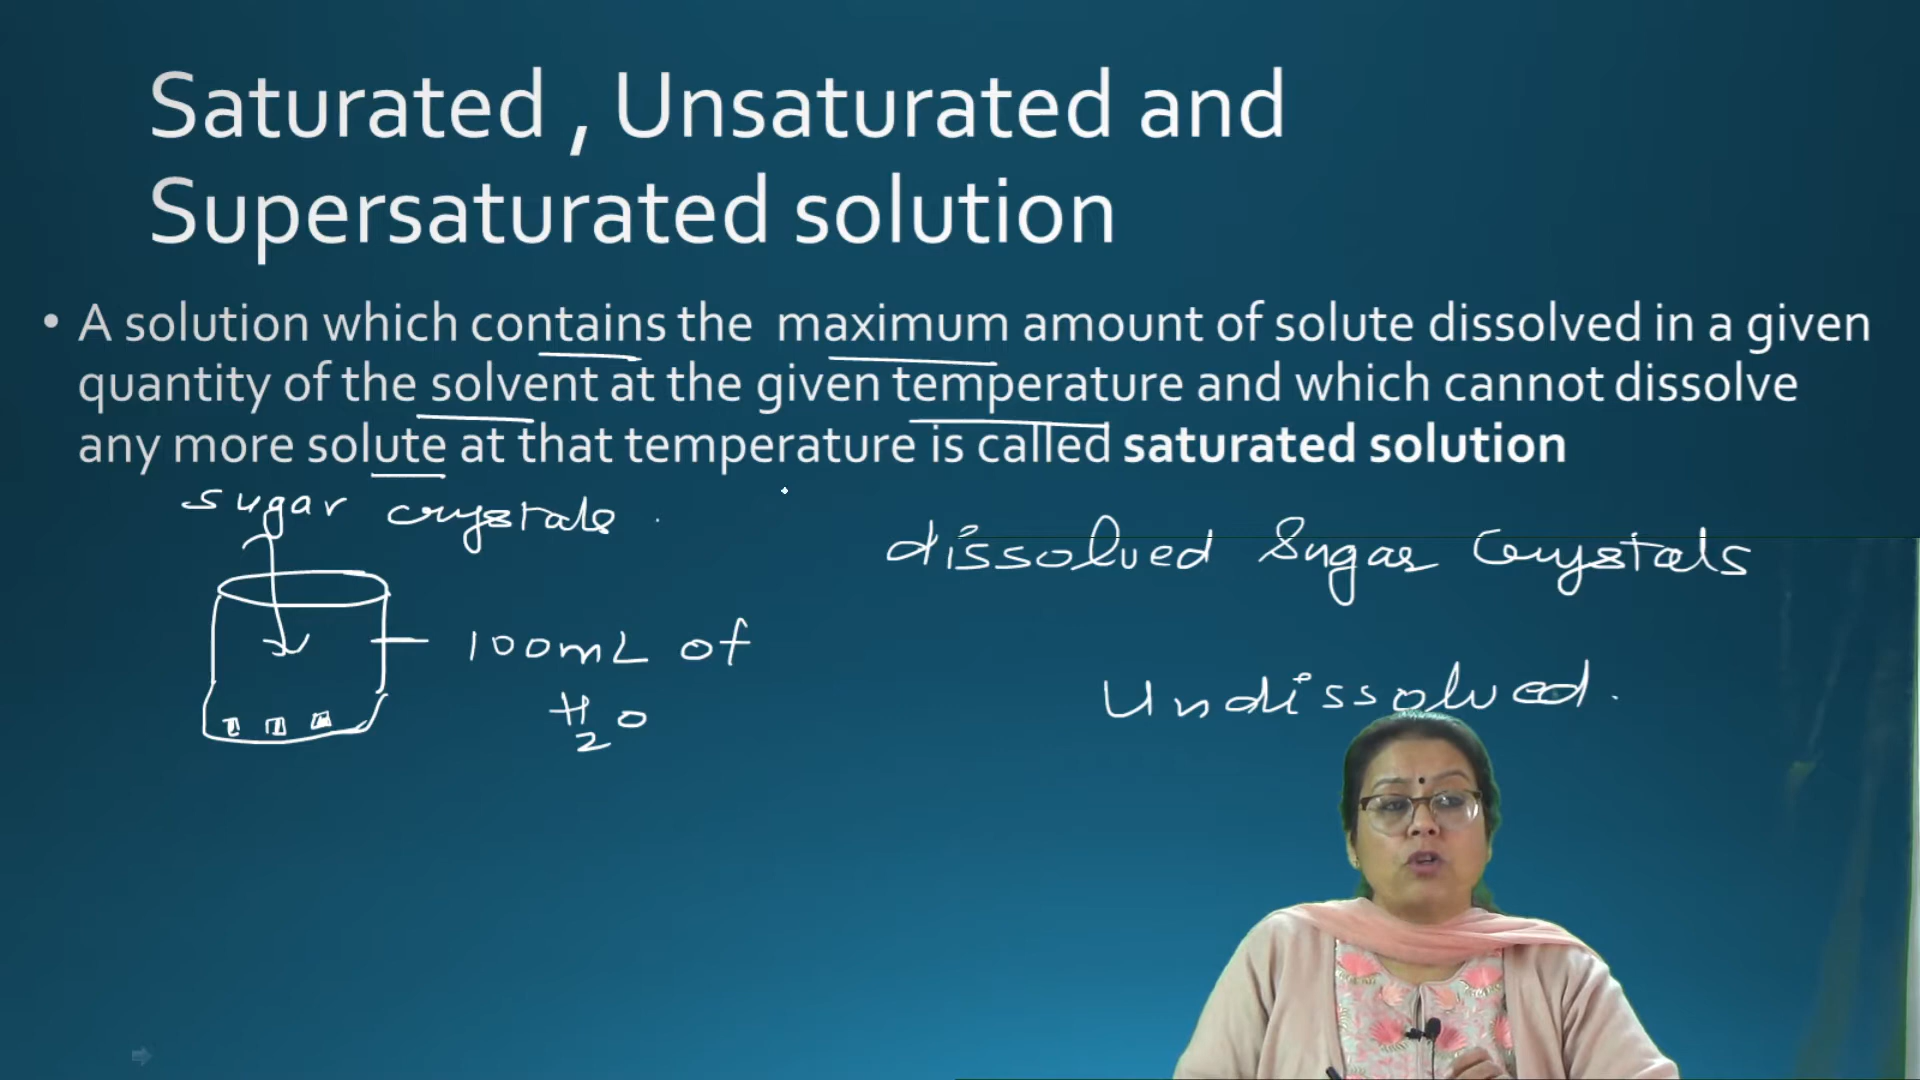 Saturated , Unsaturated and
Supersaturated solution
• A solution which contains the maximum amount of solute dissolved in a given
quantity of the solvent at the given temperature and which cannot dissolve
any more solute at that temperature is called saturated solution
sugar crystals.
100mL of
H2O
dissolved Sugar Crystals
Undissolved.